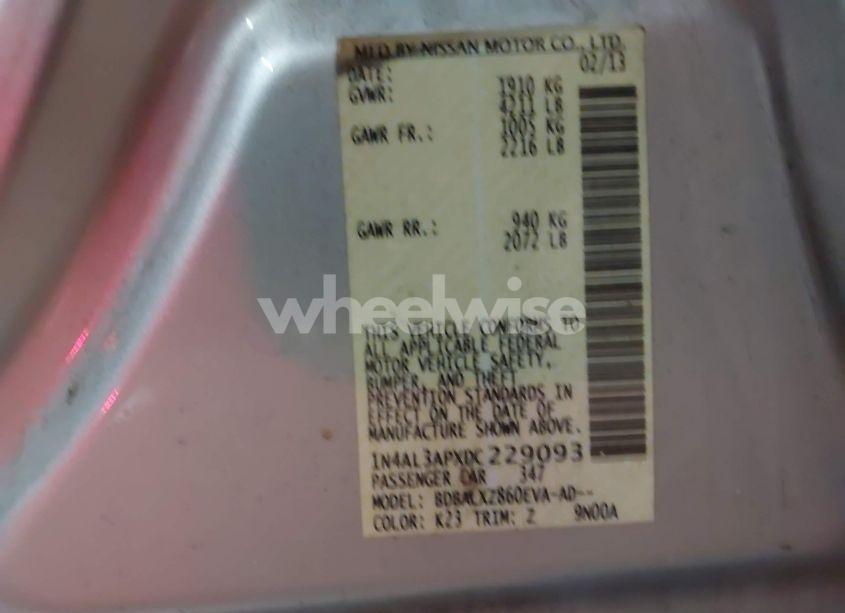 MFD BY NISSAN MOTOR CO., LTD.
DATE: 02/13
GVWR: 1910 KG
4211 LB
GAWR FR.: 1005 KG
2216 LB
GAWR RR.: 940 KG
2072 LB
wheelwise
THIS VEHICLE CONFORMS TO
ALL APPLICABLE FEDERAL
MOTOR VEHICLE SAFETY,
BUMPER, AND THEFT
PREVENTION STANDARDS IN
EFFECT ON THE DATE OF
MANUFACTURE SHOWN ABOVE.
1N4AL3APXDC229093
PASSENGER CAR 347
MODEL: BDBALXZ860EVA-AD--
COLOR: K23 TRIM: Z 9N00A